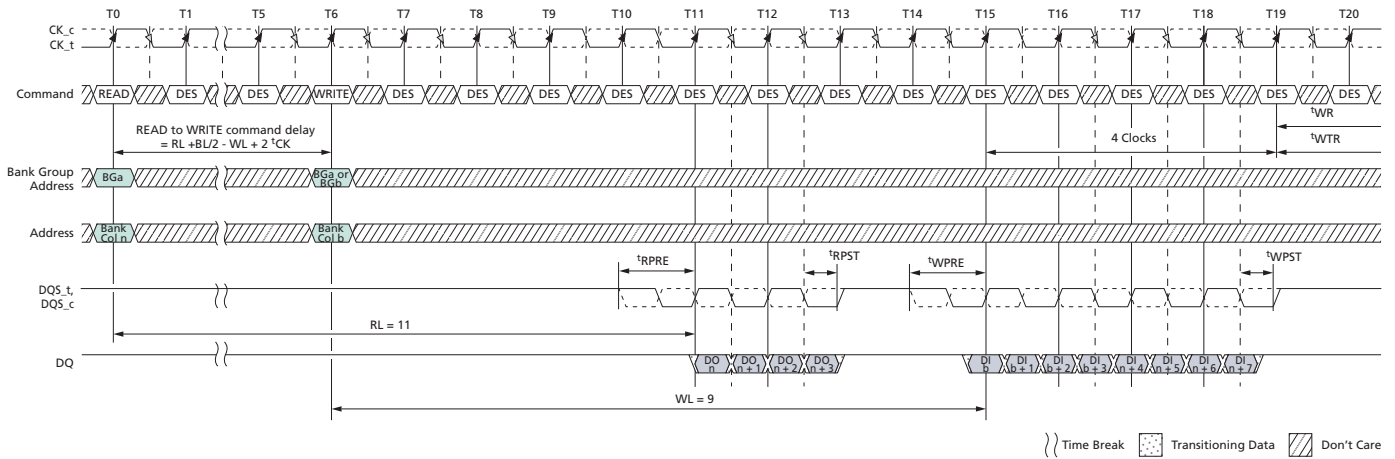 T0 T1 T5 T6 T7 T8 T9 T10 T11 T12 T13 T14 T15 T16 T17 T18 T19 T20
CK_c
CK_t
Command READ DES DES WRITE DES DES DES DES DES DES DES DES DES DES DES DES DES DES
tWR
READ to WRITE command delay
= RL +BL/2 - WL + 2 tCK
4 Clocks
tWTR
Bank Group
Address
BGa
BGa or
BGb
Address
Bank
Col n
Bank
Col b
tRPRE tRPST tWPRE tWPST
DQS_t,
DQS_c
RL = 11
DQ
DO
n
DO
n + 1
DO
n + 2
DO
n + 3
DI
b
DI
b + 1
DI
b + 2
DI
b + 3
DI
n + 4
DI
n + 5
DI
n + 6
DI
n + 7
WL = 9
Time Break Transitioning Data Don't Care